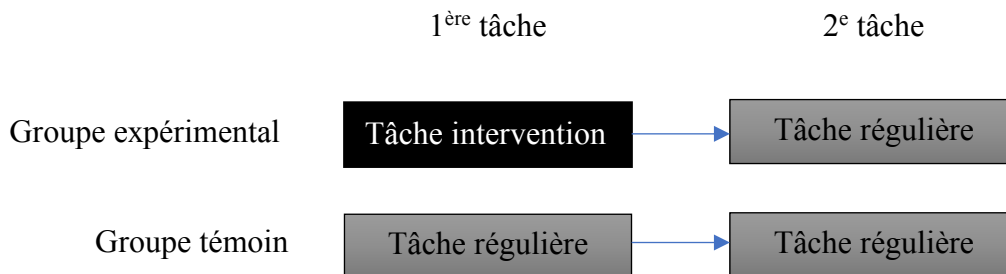 1ère tâche 2e tâche
Groupe expérimental Tâche intervention Tâche régulière
Groupe témoin Tâche régulière Tâche régulière